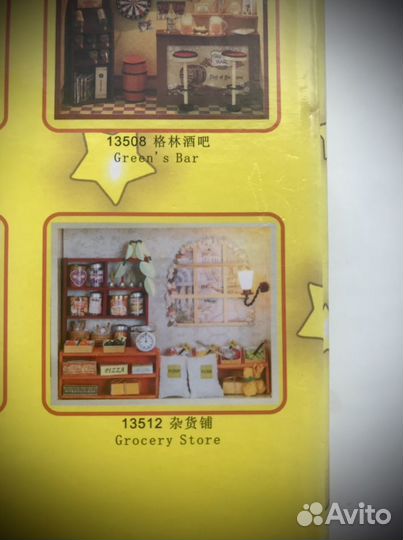 13508 格林酒吧
Green's Bar
PIZZA
13512 杂货铺
Grocery Store
Avito